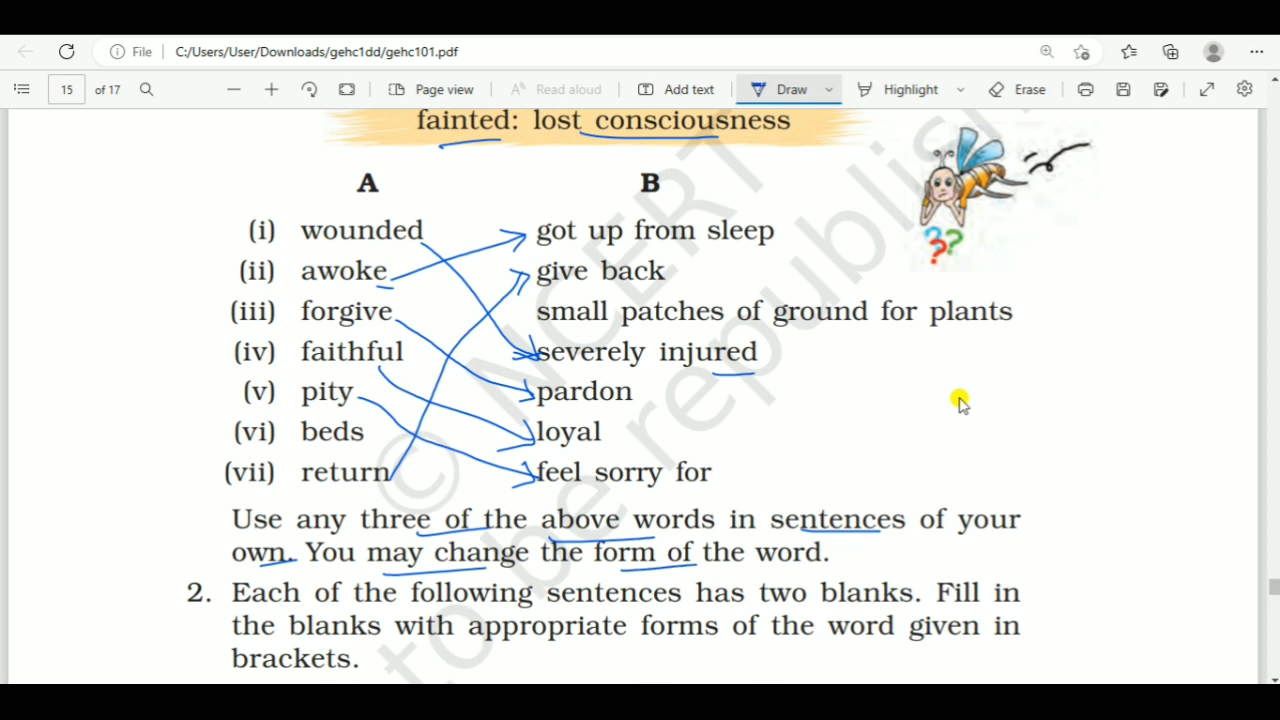 File C:/Users/User/Downloads/gehc1dd/gehc101.pdf
15 of 17 Page view Read aloud Add text Draw Highlight Erase
fainted: lost consciousness
A B
(i) wounded got up from sleep
(ii) awoke give back
(iii) forgive small patches of ground for plants
(iv) faithful severely injured
(v) pity pardon
(vi) beds loyal
(vii) return feel sorry for
Use any three of the above words in sentences of your
own. You may change the form of the word.
2. Each of the following sentences has two blanks. Fill in
the blanks with appropriate forms of the word given in
brackets.
© NCERT
to be republish
???